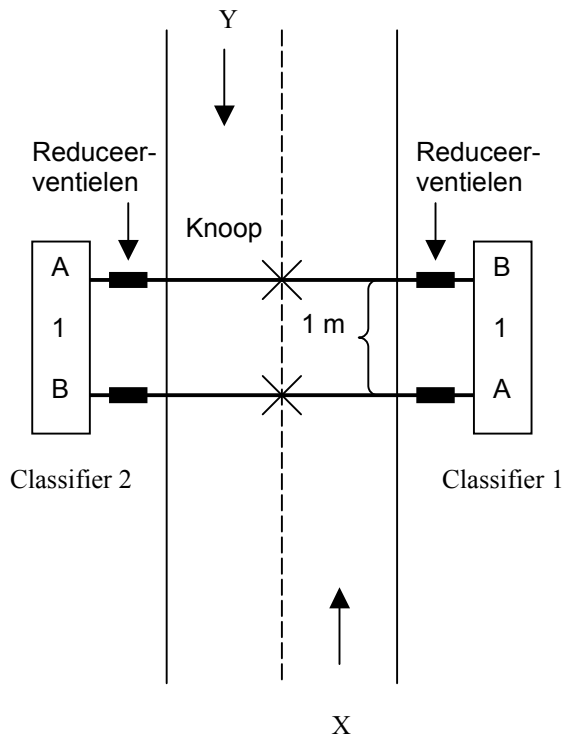 Y
Reduceer-
ventielen
Reduceer-
ventielen
Knoop
A
B
1
1 m
1
B
A
Classifier 2
Classifier 1
X